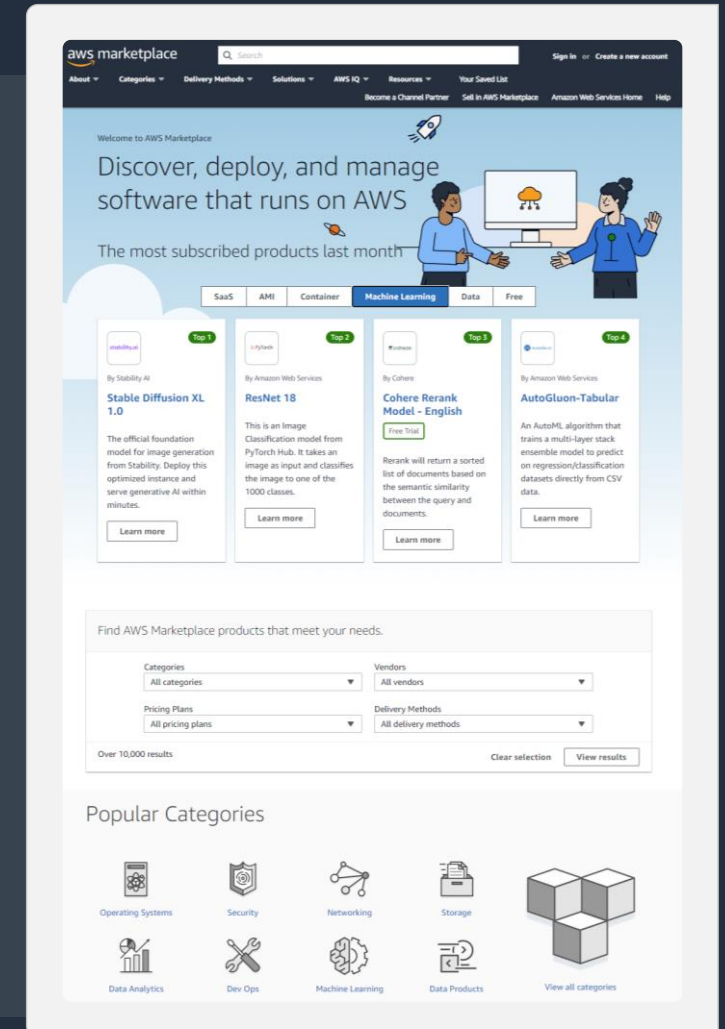 aws marketplace
Search
Sign in or Create a new account
About
Categories
Delivery Methods
Solutions
AWS IQ
Resources
Your Saved List
Become a Channel Partner
Sell in AWS Marketplace
Amazon Web Services Home
Help
Welcome to AWS Marketplace
Discover, deploy, and manage
software that runs on AWS
The most subscribed products last month
SaaS
AMI
Container
Machine Learning
Data
Free
stability.ai
Top 1
By Stability AI
Stable Diffusion XL
1.0
The official foundation
model for image generation
from Stability. Deploy this
optimized instance and
serve generative AI within
minutes.
Learn more
PyTorch
Top 2
By Amazon Web Services
ResNet 18
This is an Image
Classification model from
PyTorch Hub. It takes an
image as input and classifies
the image to one of the
1000 classes.
Learn more
Top 3
By Cohere
Cohere Rerank
Model - English
Free Trial
Rerank will return a sorted
list of documents based on
the semantic similarity
between the query and
documents.
Learn more
Top 4
By Amazon Web Services
AutoGluon-Tabular
An AutoML algorithm that
trains a multi-layer stack
ensemble model to predict
on regression/classification
datasets directly from CSV
data.
Learn more
Find AWS Marketplace products that meet your needs.
Categories
All categories
Vendors
All vendors
Pricing Plans
All pricing plans
Delivery Methods
All delivery methods
Over 10,000 results
Clear selection
View results
Popular Categories
Operating Systems
Security
Networking
Storage
Data Analytics
Dev Ops
Machine Learning
Data Products
View all categories